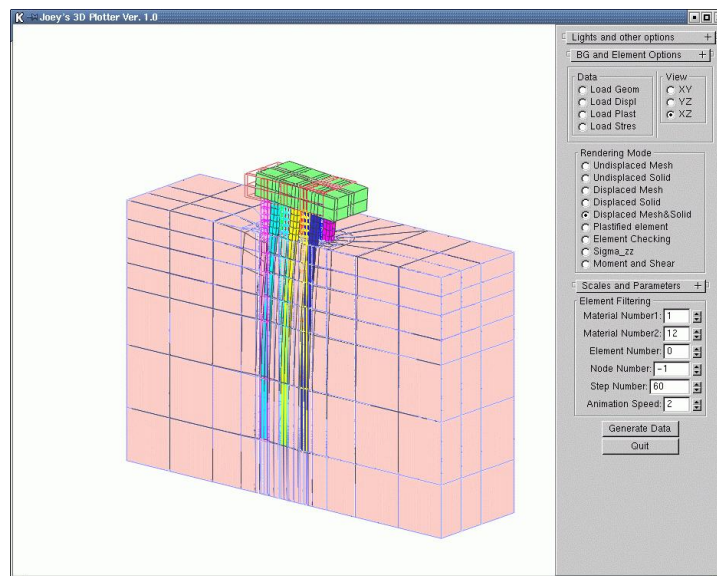 K Joey's 3D Plotter Ver. 1.0
Lights and other options +
BG and Element Options +
Data
Load Geom
Load Displ
Load Plast
Load Stres
View
XY
YZ
XZ
Rendering Mode
Undisplaced Mesh
Undisplaced Solid
Displaced Mesh
Displaced Solid
Displaced Mesh&Solid
Plastified element
Element Checking
Sigma_zz
Moment and Shear
Scales and Parameters +
Element Filtering
Material Number1: 1
Material Number2: 12
Element Number: 0
Node Number: -1
Step Number: 60
Animation Speed: 2
Generate Data
Quit